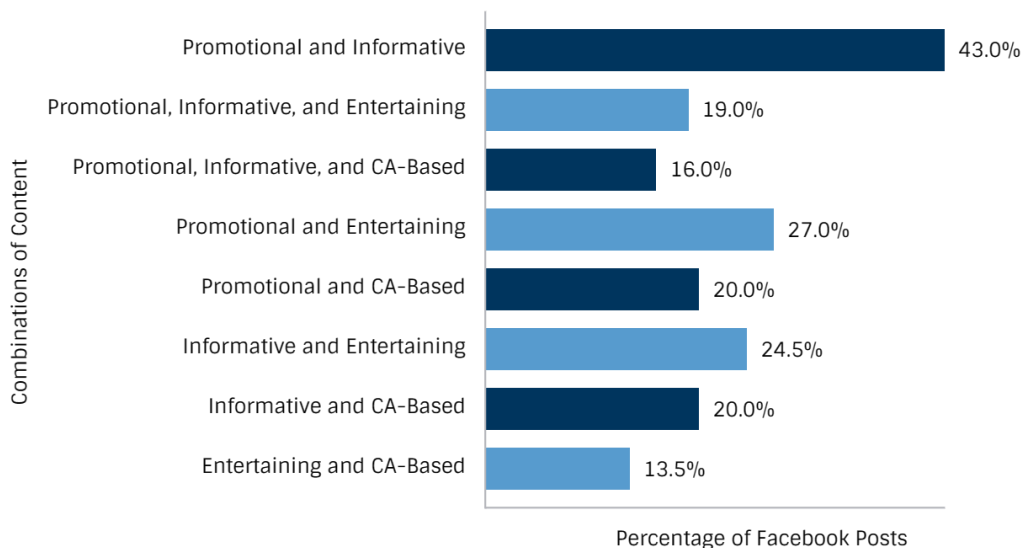 Combinations of Content
Promotional and Informative 43.0%
Promotional, Informative, and Entertaining 19.0%
Promotional, Informative, and CA-Based 16.0%
Promotional and Entertaining 27.0%
Promotional and CA-Based 20.0%
Informative and Entertaining 24.5%
Informative and CA-Based 20.0%
Entertaining and CA-Based 13.5%
Percentage of Facebook Posts